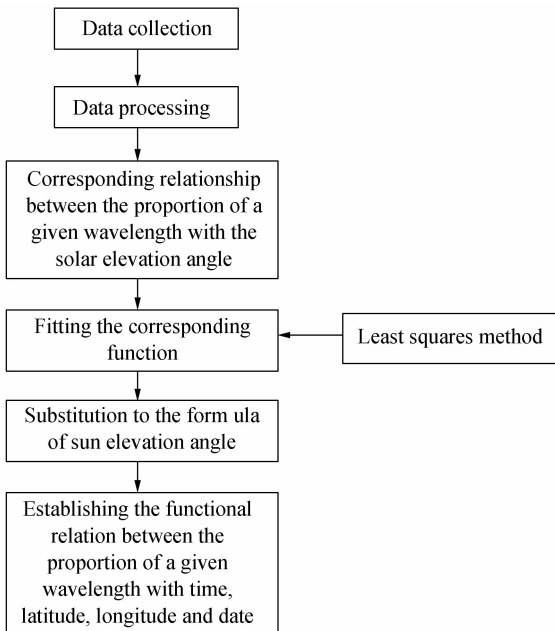 Data collection
Data processing
Corresponding relationship
between the proportion of a
given wavelength with the
solar elevation angle
Fitting the corresponding
function
Least squares method
Substitution to the form ula
of sun elevation angle
Establishing the functional
relation between the
proportion of a given
wavelength with time,
latitude, longitude and date